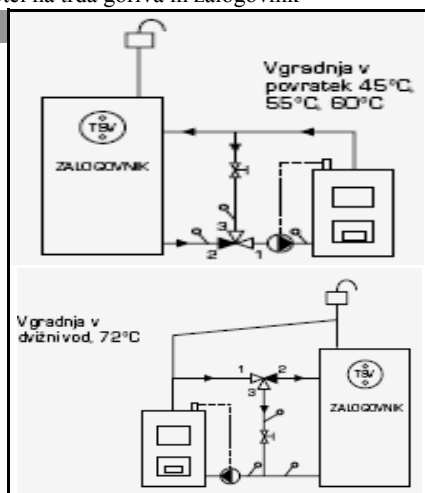 na trda goriva in zalogovnik
Vgradnja v
povratek 45°C,
55°C, 60°C
TSV
ZALOGOVNIK
3
2
1
Vgradnja v
dvižni vod, 72°C
1
2
3
TSV
ZALOGOVNIK